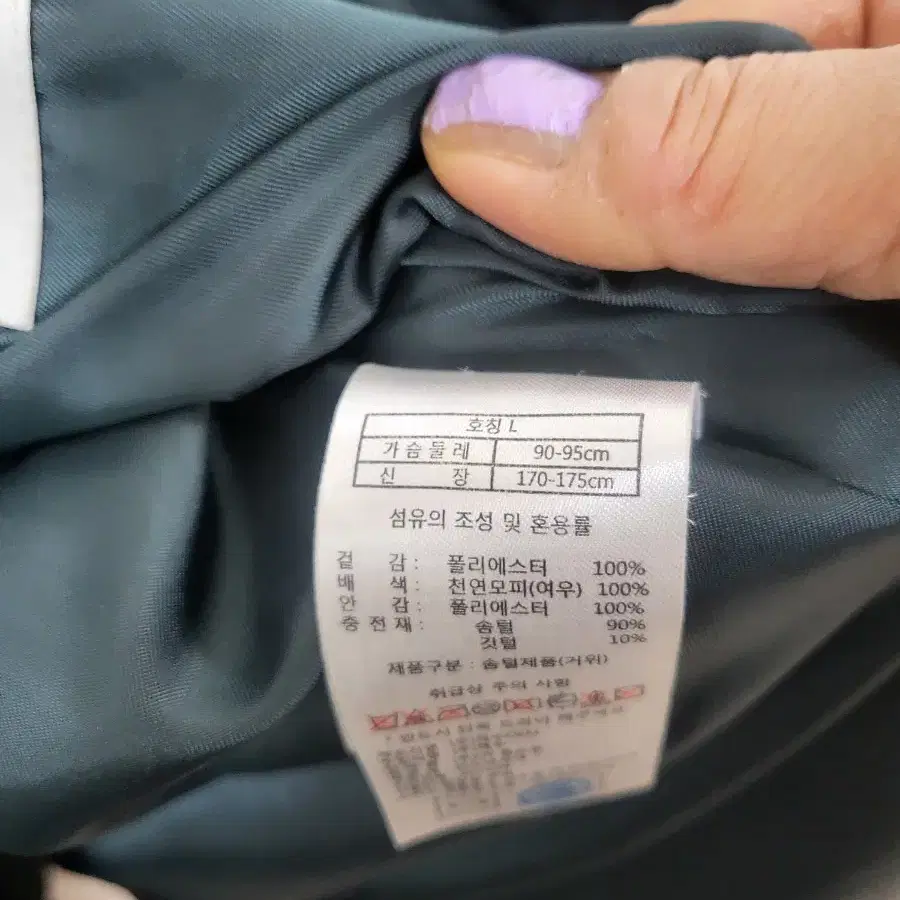 호칭 L
가슴둘레 90-95cm
신 장 170-175cm
섬유의 조성 및 혼용률
겉 감 : 폴리에스터 100%
배 색 : 천연모피(여우) 100%
안 감 : 폴리에스터 100%
충 전 재 : 솜털 90%
깃털 10%
제품구분 : 솜털제품(거위)
취급상 주의 사항